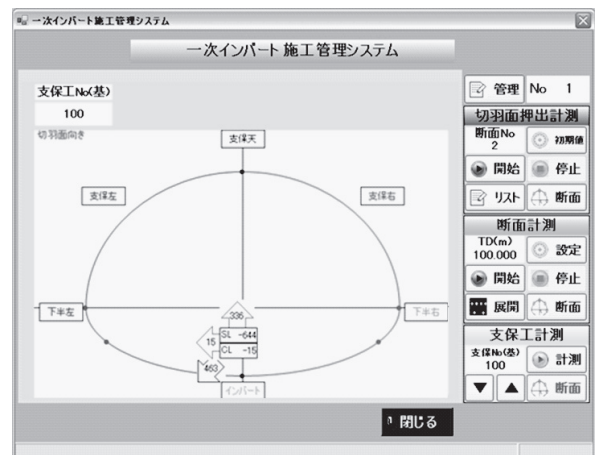 一次インバート施工管理システム
一次インバート 施工管理システム
支保工No(基)
100
切羽面向き
支保天
支保左
支保右
下半左
下半右
336
15
SL -644
CL -15
463
インバート
管理 No 1
切羽面押出計測
断面No
2
初期値
開始 停止
リスト 断面
断面計測
TD(m)
100.000
設定
開始 停止
展開 断面
支保工計測
支保No(基)
100
計測
▼ ▲ 断面
閉じる